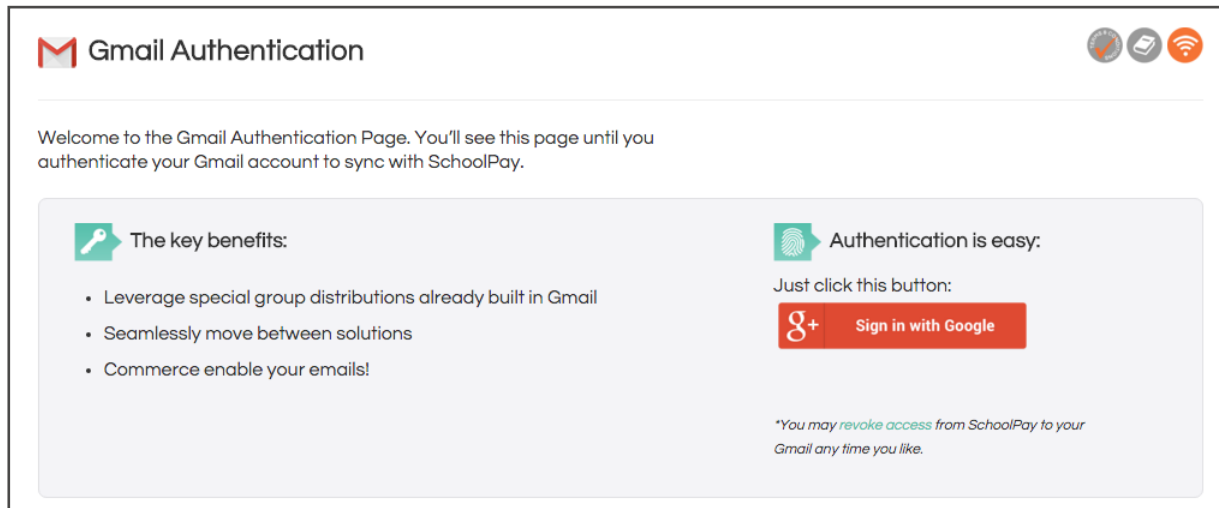 Gmail Authentication
Welcome to the Gmail Authentication Page. You'll see this page until you
authenticate your Gmail account to sync with SchoolPay.
The key benefits:
• Leverage special group distributions already built in Gmail
• Seamlessly move between solutions
• Commerce enable your emails!
Authentication is easy:
Just click this button:
g+ Sign in with Google
*You may revoke access from SchoolPay to your
Gmail any time you like.